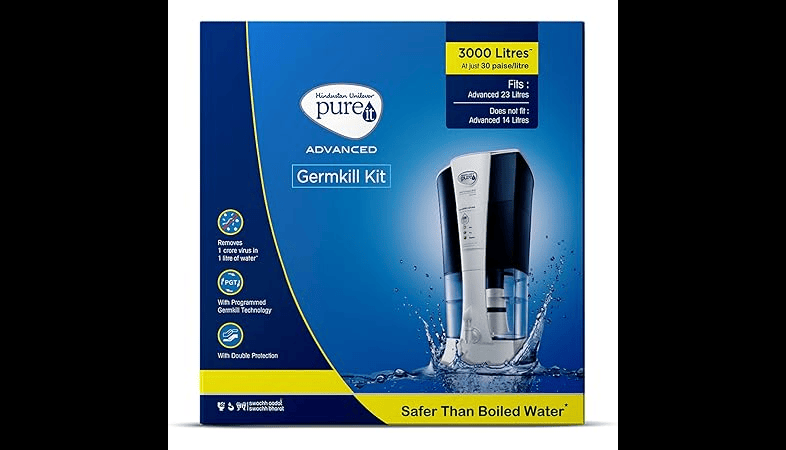 Hindustan Unilever
pure it
ADVANCED
Germkill Kit
3000 Litres~
At just 30 paise/litre
Fits :
Advanced 23 Litres
Does not fit :
Advanced 14 Litres
pureit
Removes
1 crore virus in
1 litre of water*
PGT
With Programmed
Germkill Technology
With Double Protection
swachh aadat
swachh bharat
Safer Than Boiled Water*